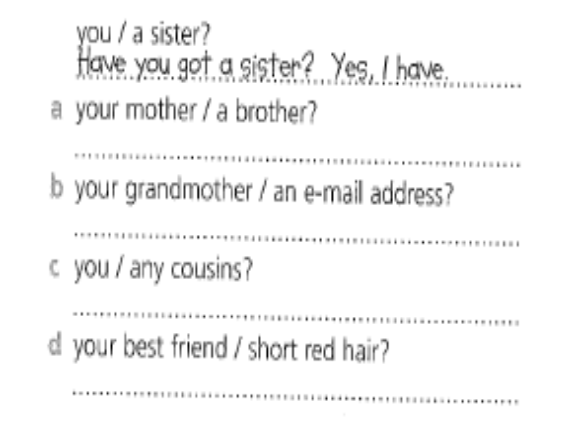 you / a sister?
Have you got a sister? Yes, I have.
a your mother / a brother?
b your grandmother / an e-mail address?
c you / any cousins?
d your best friend / short red hair?